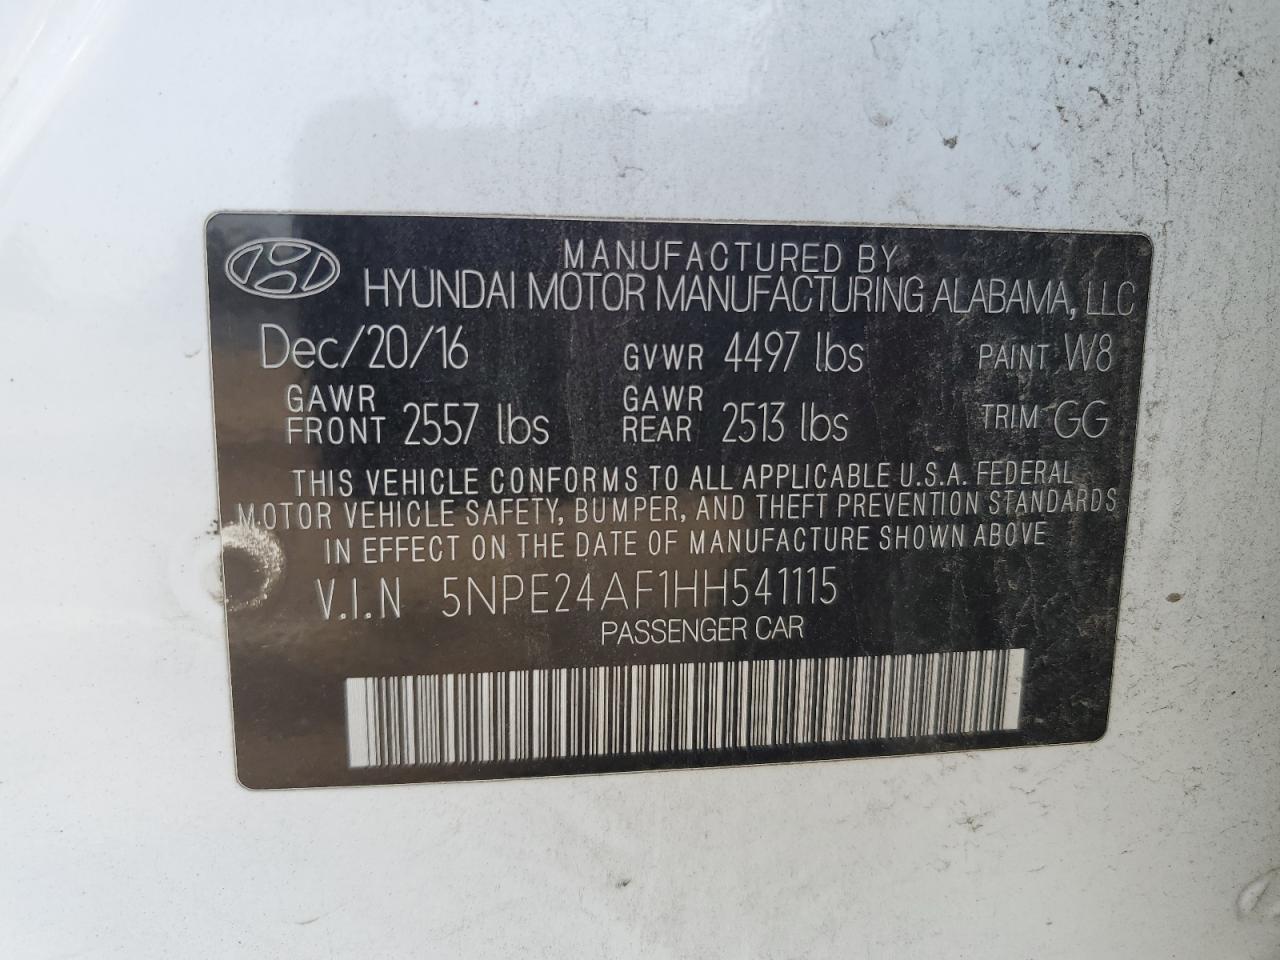 MANUFACTURED BY
HYUNDAI MOTOR MANUFACTURING ALABAMA, LLC
Dec/20/16 GVWR 4497 lbs PAINT W8
GAWR FRONT 2557 lbs GAWR REAR 2513 lbs TRIM GG
THIS VEHICLE CONFORMS TO ALL APPLICABLE U.S.A. FEDERAL
MOTOR VEHICLE SAFETY, BUMPER, AND THEFT PREVENTION STANDARDS
IN EFFECT ON THE DATE OF MANUFACTURE SHOWN ABOVE
V.I.N 5NPE24AF1HH541115
PASSENGER CAR